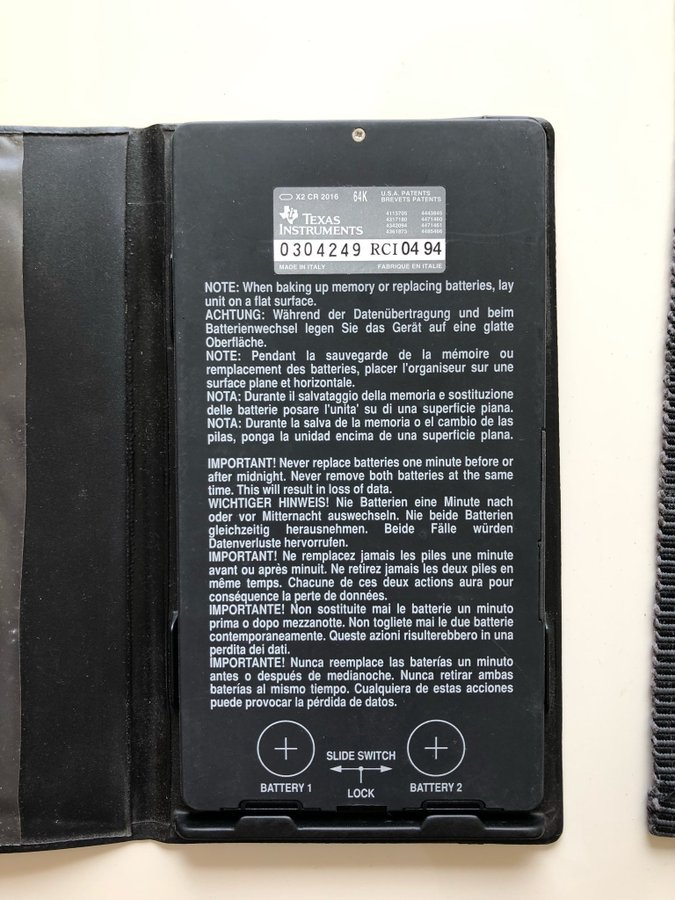 X2 CR 2016 64K U.S.A. PATENTS
BREVETS PATENTS
TEXAS
INSTRUMENTS
0304249 RCI 04 94
MADE IN ITALY FABRIQUE EN ITALIE
NOTE: When baking up memory or replacing batteries, lay
unit on a flat surface.
ACHTUNG: Während der Datenübertragung und beim
Batterienwechsel legen Sie das Gerät auf eine glatte
Oberfläche.
NOTE: Pendant la sauvegarde de la mémoire ou
remplacement des batteries, placer l'organiseur sur une
surface plane et horizontale.
NOTA: Durante il salvataggio della memoria e sostituzione
delle batterie posare l'unita' su di una superficie piana.
NOTA: Durante la salva de la memoria o el cambio de las
pilas, ponga la unidad encima de una superfície plana.
IMPORTANT! Never replace batteries one minute before or
after midnight. Never remove both batteries at the same
time. This will result in loss of data.
WICHTIGER HINWEIS! Nie Batterien eine Minute nach
oder vor Mitternacht auswechseln. Nie beide Batterien
gleichzeitig herausnehmen. Beide Fälle würden
Datenverluste hervorrufen.
IMPORTANT! Ne remplacez jamais les piles une minute
avant ou après minuit. Ne retirez jamais les deux piles en
même temps. Chacune de ces deux actions aura pour
conséquence la perte de données.
IMPORTANTE! Non sostituite mai le batterie un minuto
prima o dopo mezzanotte. Non togliete mai le due batterie
contemporaneamente. Queste azioni risulterebbero in una
perdita dei dati.
IMPORTANTE! Nunca reemplace las baterías un minuto
antes o después de medianoche. Nunca retirar ambas
baterías al mismo tiempo. Cualquiera de estas acciones
puede provocar la pérdida de datos.
SLIDE SWITCH
BATTERY 1 LOCK BATTERY 2